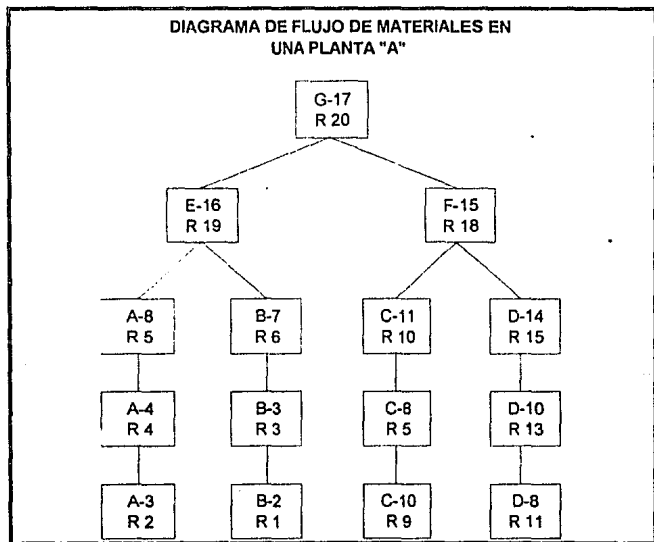 DIAGRAMA DE FLUJO DE MATERIALES EN
UNA PLANTA "A"
G-17
R 20
E-16
R 19
F-15
R 18
A-8
R 5
B-7
R 6
C-11
R 10
D-14
R 15
A-4
R 4
B-3
R 3
C-8
R 5
D-10
R 13
A-3
R 2
B-2
R 1
C-10
R 9
D-8
R 11